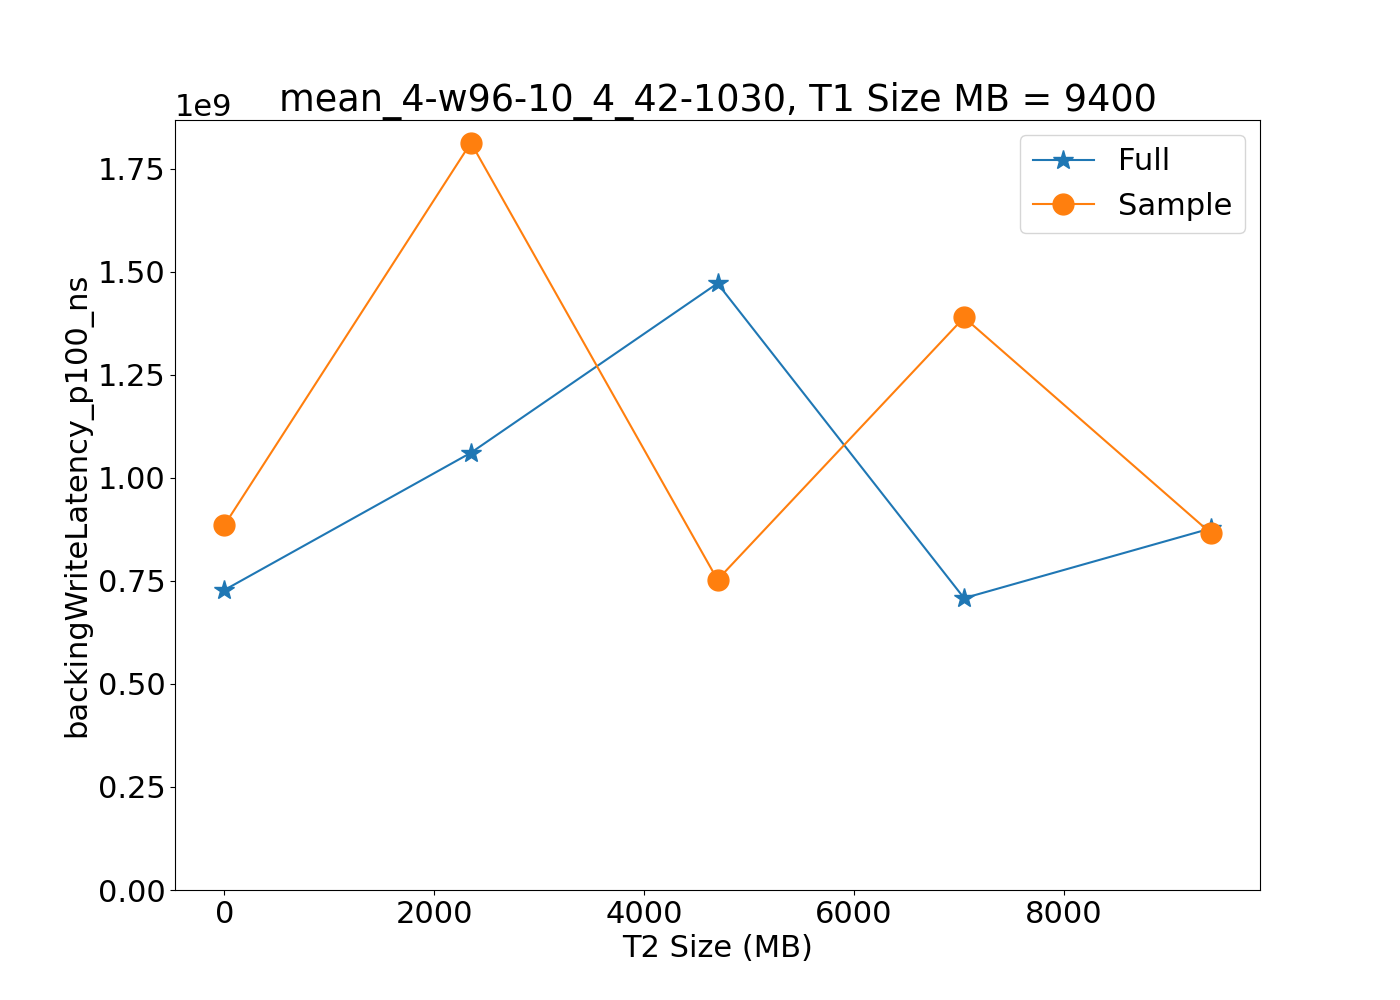 mean_4-w96-10_4_42-1030, T1 Size MB = 9400
1e9
Full
Sample
1.75
1.50
1.25
1.00
0.75
0.50
0.25
0.00
backingWriteLatency_p100_ns
0 2000 4000 6000 8000
T2 Size (MB)